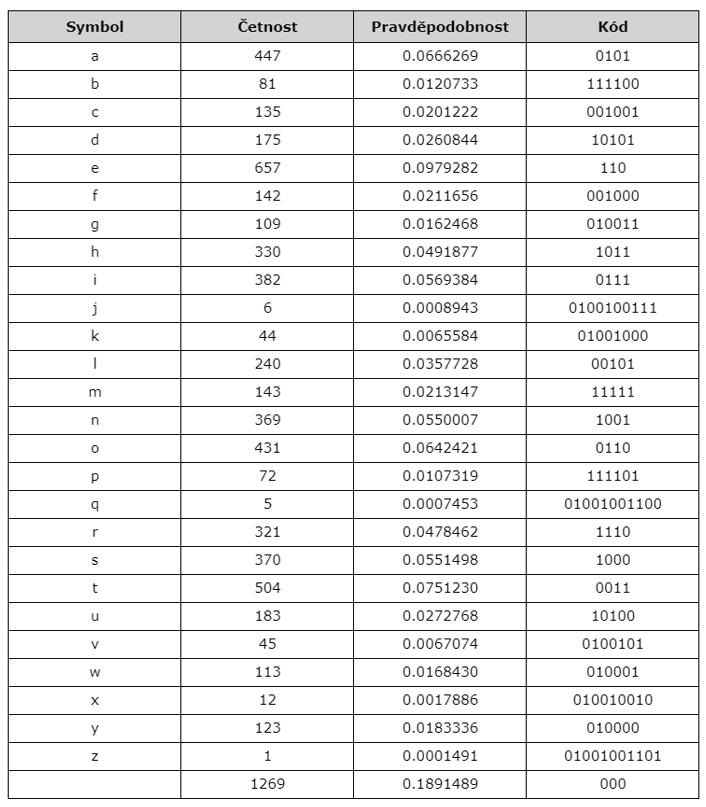 Symbol Četnost Pravděpodobnost Kód
a 447 0.0666269 0101
b 81 0.0120733 111100
c 135 0.0201222 001001
d 175 0.0260844 10101
e 657 0.0979282 110
f 142 0.0211656 001000
g 109 0.0162468 010011
h 330 0.0491877 1011
i 382 0.0569384 0111
j 6 0.0008943 0100100111
k 44 0.0065584 01001000
l 240 0.0357728 00101
m 143 0.0213147 11111
n 369 0.0550007 1001
o 431 0.0642421 0110
p 72 0.0107319 111101
q 5 0.0007453 01001001100
r 321 0.0478462 1110
s 370 0.0551498 1000
t 504 0.0751230 0011
u 183 0.0272768 10100
v 45 0.0067074 0100101
w 113 0.0168430 010001
x 12 0.0017886 010010010
y 123 0.0183336 010000
z 1 0.0001491 01001001101
1269 0.1891489 000